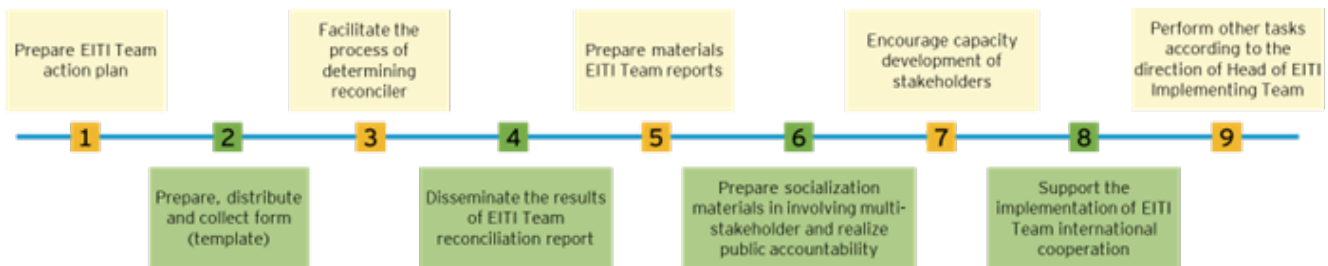 Prepare EITI Team
action plan
Facilitate the
process of
determining
reconciler
Prepare materials
EITI Team reports
Encourage capacity
development of
stakeholders
Perform other tasks
according to the
direction of Head of EITI
Implementing Team
1
2
3
4
5
6
7
8
9
Prepare, distribute
and collect form
(template)
Disseminate the results
of EITI Team
reconciliation report
Prepare socialization
materials in involving multi-
stakeholder and realize
public accountability
Support the
implementation of EITI
Team international
cooperation